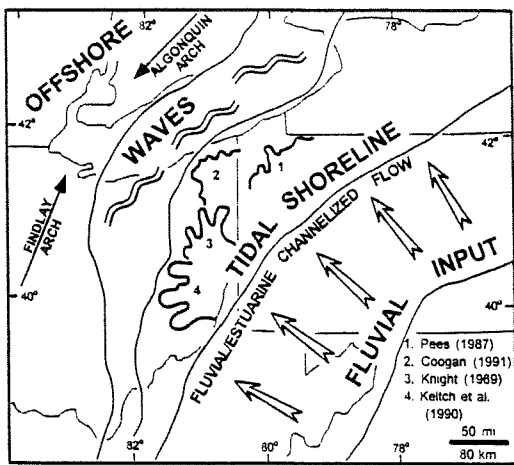 82°
78°
OFFSHORE
ALGONQUIN
ARCH
WAVES
42°
42°
1
2
3
4
FINDLAY
ARCH
TIDAL SHORELINE
FLUVIAL/ESTUARINE CHANNELIZED FLOW
FLUVIAL INPUT
40°
40°
1. Pees (1987)
2. Coogan (1991)
3. Knight (1969)
4. Keltch et al.
(1990)
50 mi
80 km
82°
80°
78°